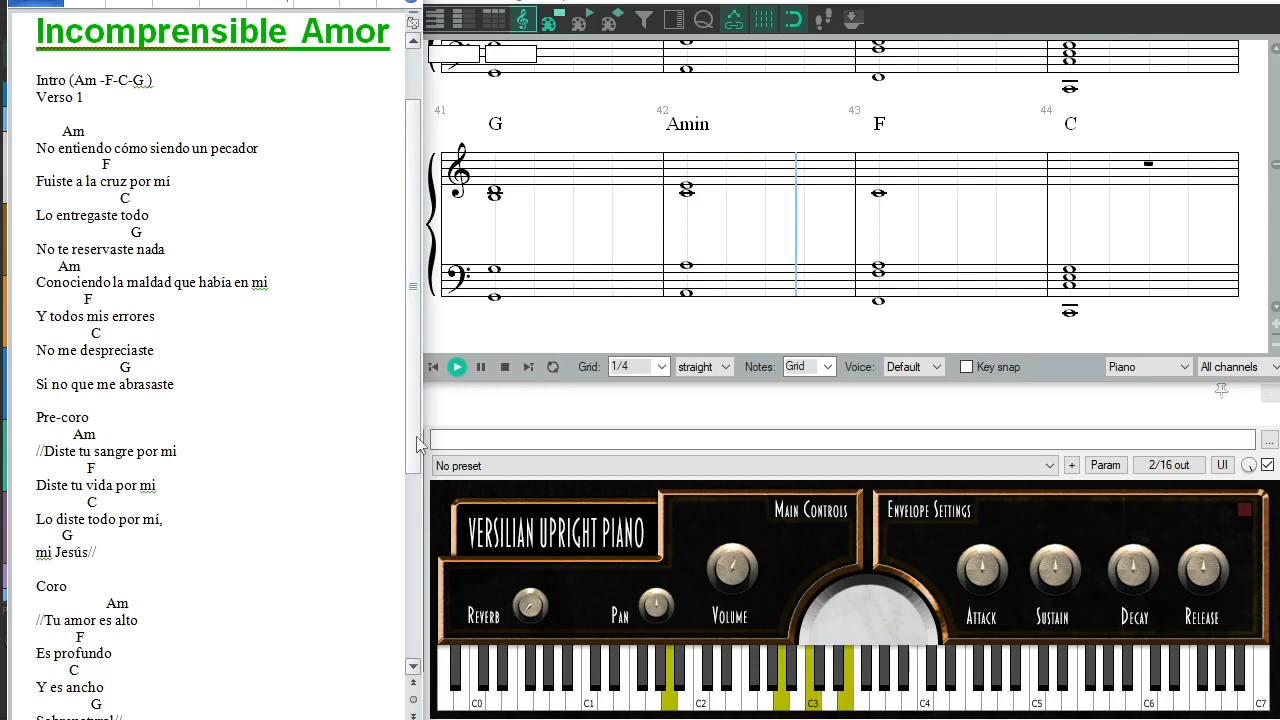 Incomprensible Amor
Intro (Am -F-C-G )
Verso 1
Am
No entiendo cómo siendo un pecador
F
Fuiste a la cruz por mí
C
Lo entregaste todo
G
No te reservaste nada
Am
Conociendo la maldad que había en mi
F
Y todos mis errores
C
No me despreciaste
G
Si no que me abrasaste
Pre-coro
Am
//Diste tu sangre por mi
F
Diste tu vida por mi
C
Lo diste todo por mí,
G
mi Jesús//
Coro
Am
//Tu amor es alto
F
Es profundo
C
Y es ancho
G
Sobrenatural//
41 42 43 44
G Amin F C
Grid: 1/4 straight Notes: Grid Voice: Default Key snap Piano All channels
...
No preset + Param 2/16 out UI
VERSILIAN UPRIGHT PIANO
MAIN CONTROLS
REVERB PAN VOLUME
ENVELOPE SETTINGS
ATTACK SUSTAIN DECAY RELEASE
C0 C1 C2 C3 C4 C5 C6 C7